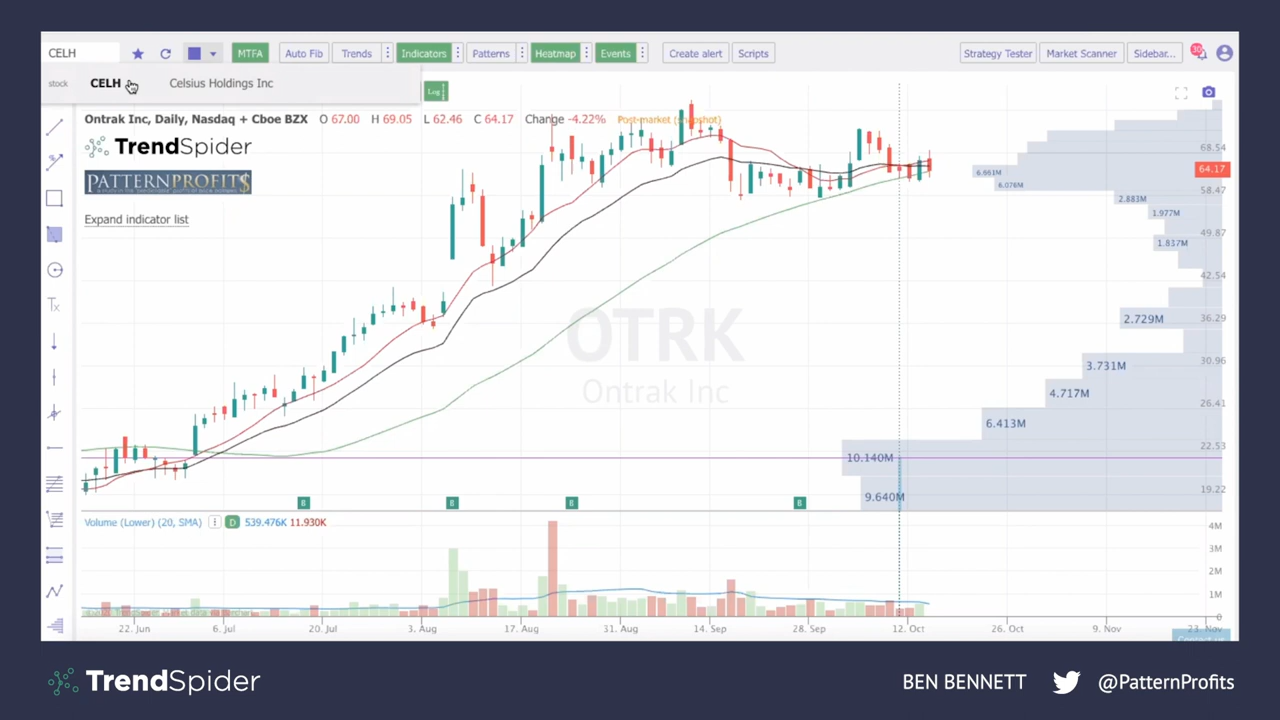 CELH MTFA Auto Fib Trends Indicators Patterns Heatmap Events Create alert Scripts Strategy Tester Market Scanner Sidebar... 30
stock CELH Celsius Holdings Inc
Log
Ontrak Inc, Daily, Nasdaq + Cboe BZX O 67.00 H 69.05 L 62.46 C 64.17 Change -4.22% Post-market (snapshot)
TrendSpider
PATTERNPROFIT$
Expand indicator list
OTRK
Ontrak Inc
68.54
64.17
58.47
49.87
42.54
36.29
30.96
26.41
22.53
19.22
6.661M
6.076M
2.883M
1.977M
1.837M
2.729M
3.731M
4.717M
6.413M
10.140M
9.640M
Tx
B B B B
Volume (Lower) (20, SMA) D 539.476K 11.930K
4M
3M
2M
1M
0
22. Jun 6. Jul 20. Jul 3. Aug 17. Aug 31. Aug 14. Sep 28. Sep 12. Oct 26. Oct 9. Nov 23. Nov
TrendSpider BEN BENNETT @PatternProfits